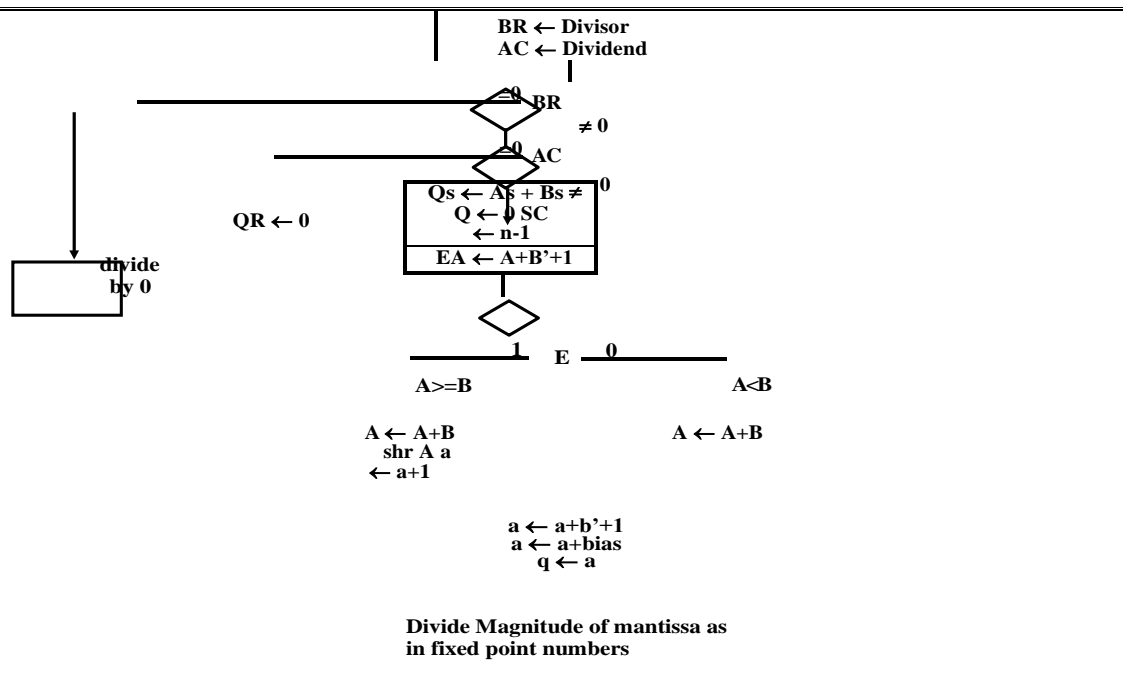 BR ← Divisor
AC ← Dividend
=0
BR
≠ 0
=0
AC
Qs ← As + Bs ≠
0
Q ← 0 SC
← n-1
QR ← 0
EA ← A+B’+1
divide
by 0
1
E
0
A>=B
A<B
A ← A+B
shr A a
← a+1
A ← A+B
a ← a+b’+1
a ← a+bias
q ← a
Divide Magnitude of mantissa as
in fixed point numbers